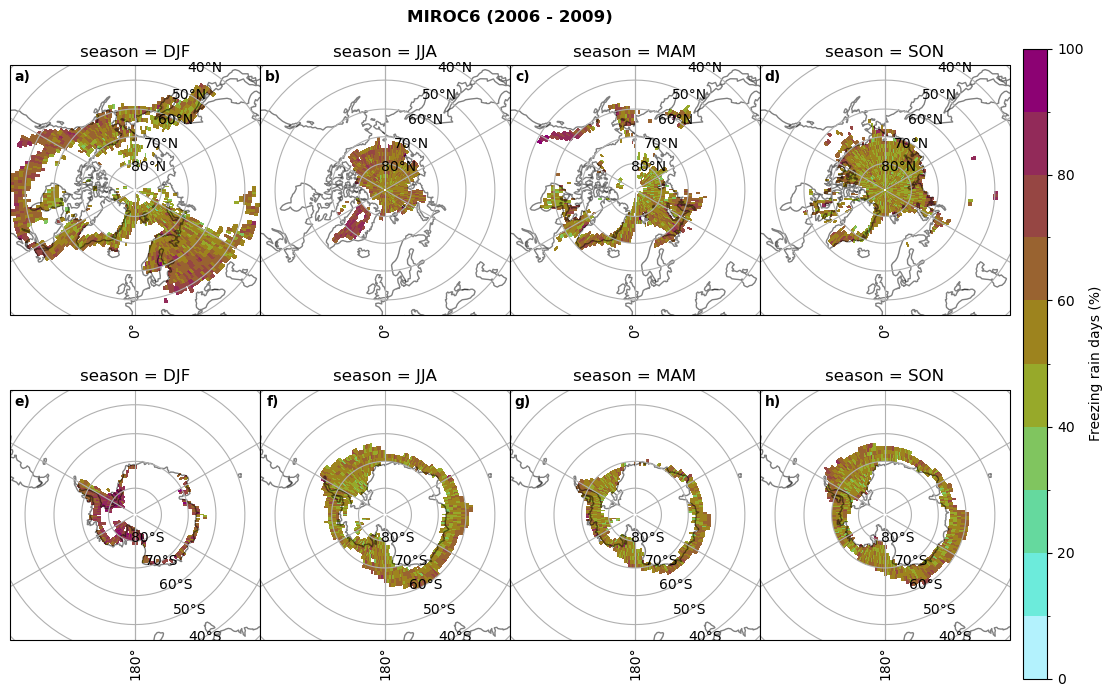 MIROC6 (2006 - 2009)
season = DJF
season = JJA
season = MAM
season = SON
a)
40°N
50°N
60°N
70°N
80°N
0°
b)
40°N
50°N
60°N
70°N
80°N
0°
c)
40°N
50°N
60°N
70°N
80°N
0°
d)
40°N
50°N
60°N
70°N
80°N
0°
season = DJF
season = JJA
season = MAM
season = SON
e)
80°S
70°S
60°S
50°S
40°S
180°
f)
80°S
70°S
60°S
50°S
40°S
180°
g)
80°S
70°S
60°S
50°S
40°S
180°
h)
80°S
70°S
60°S
50°S
40°S
180°
100
80
60
40
20
0
Freezing rain days (%)